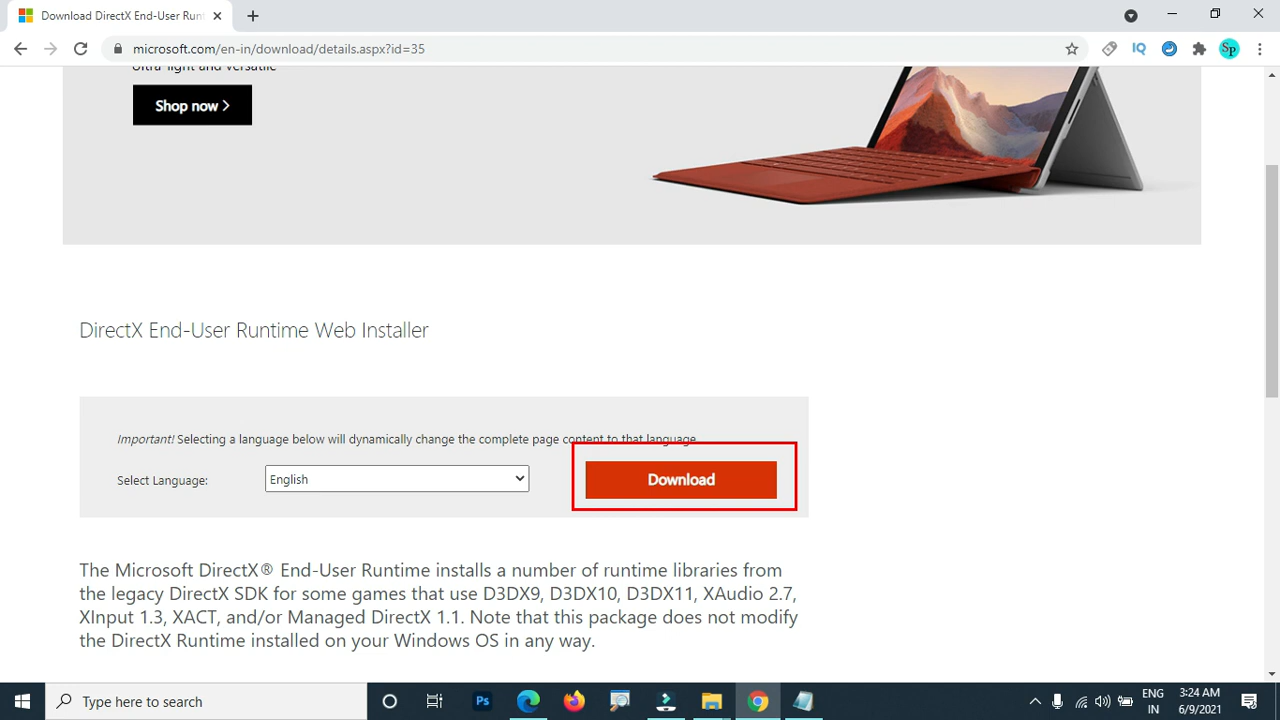 Download DirectX End-User Runt
microsoft.com/en-in/download/details.aspx?id=35
IQ
Sp
Ultra-light and versatile
Shop now >
DirectX End-User Runtime Web Installer
Important! Selecting a language below will dynamically change the complete page content to that language.
Select Language:
English
Download
The Microsoft DirectX® End-User Runtime installs a number of runtime libraries from
the legacy DirectX SDK for some games that use D3DX9, D3DX10, D3DX11, XAudio 2.7,
XInput 1.3, XACT, and/or Managed DirectX 1.1. Note that this package does not modify
the DirectX Runtime installed on your Windows OS in any way.
Type here to search
Ps
ENG
IN
3:24 AM
6/9/2021